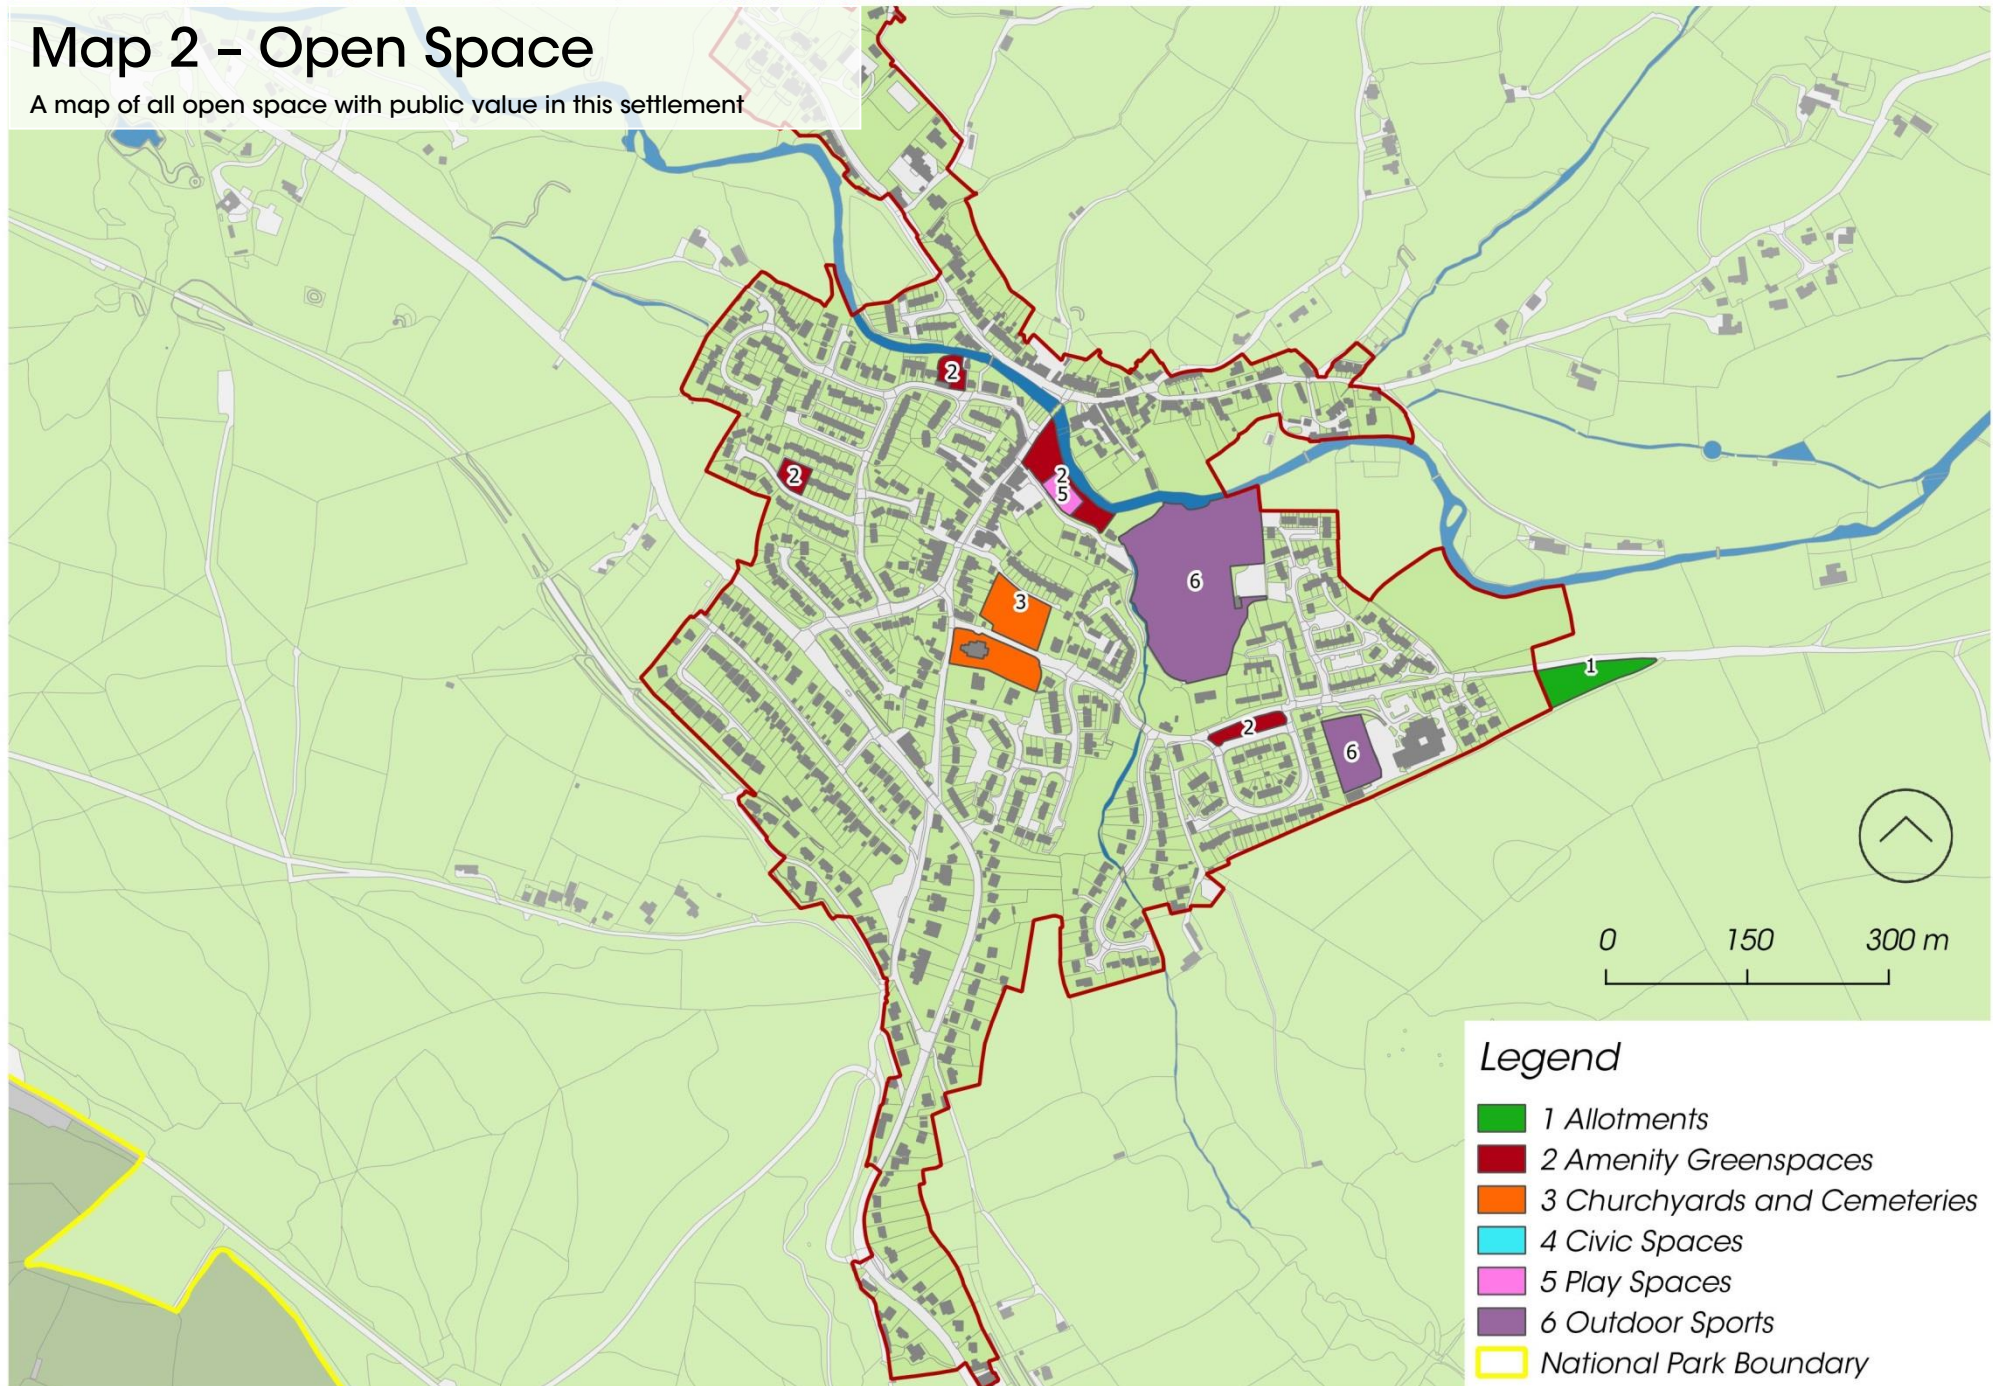 Map 2 – Open Space
A map of all open space with public value in this settlement
2
2
2
5
6
3
1
2
6
0 150 300 m
Legend
1 Allotments
2 Amenity Greenspaces
3 Churchyards and Cemeteries
4 Civic Spaces
5 Play Spaces
6 Outdoor Sports
National Park Boundary